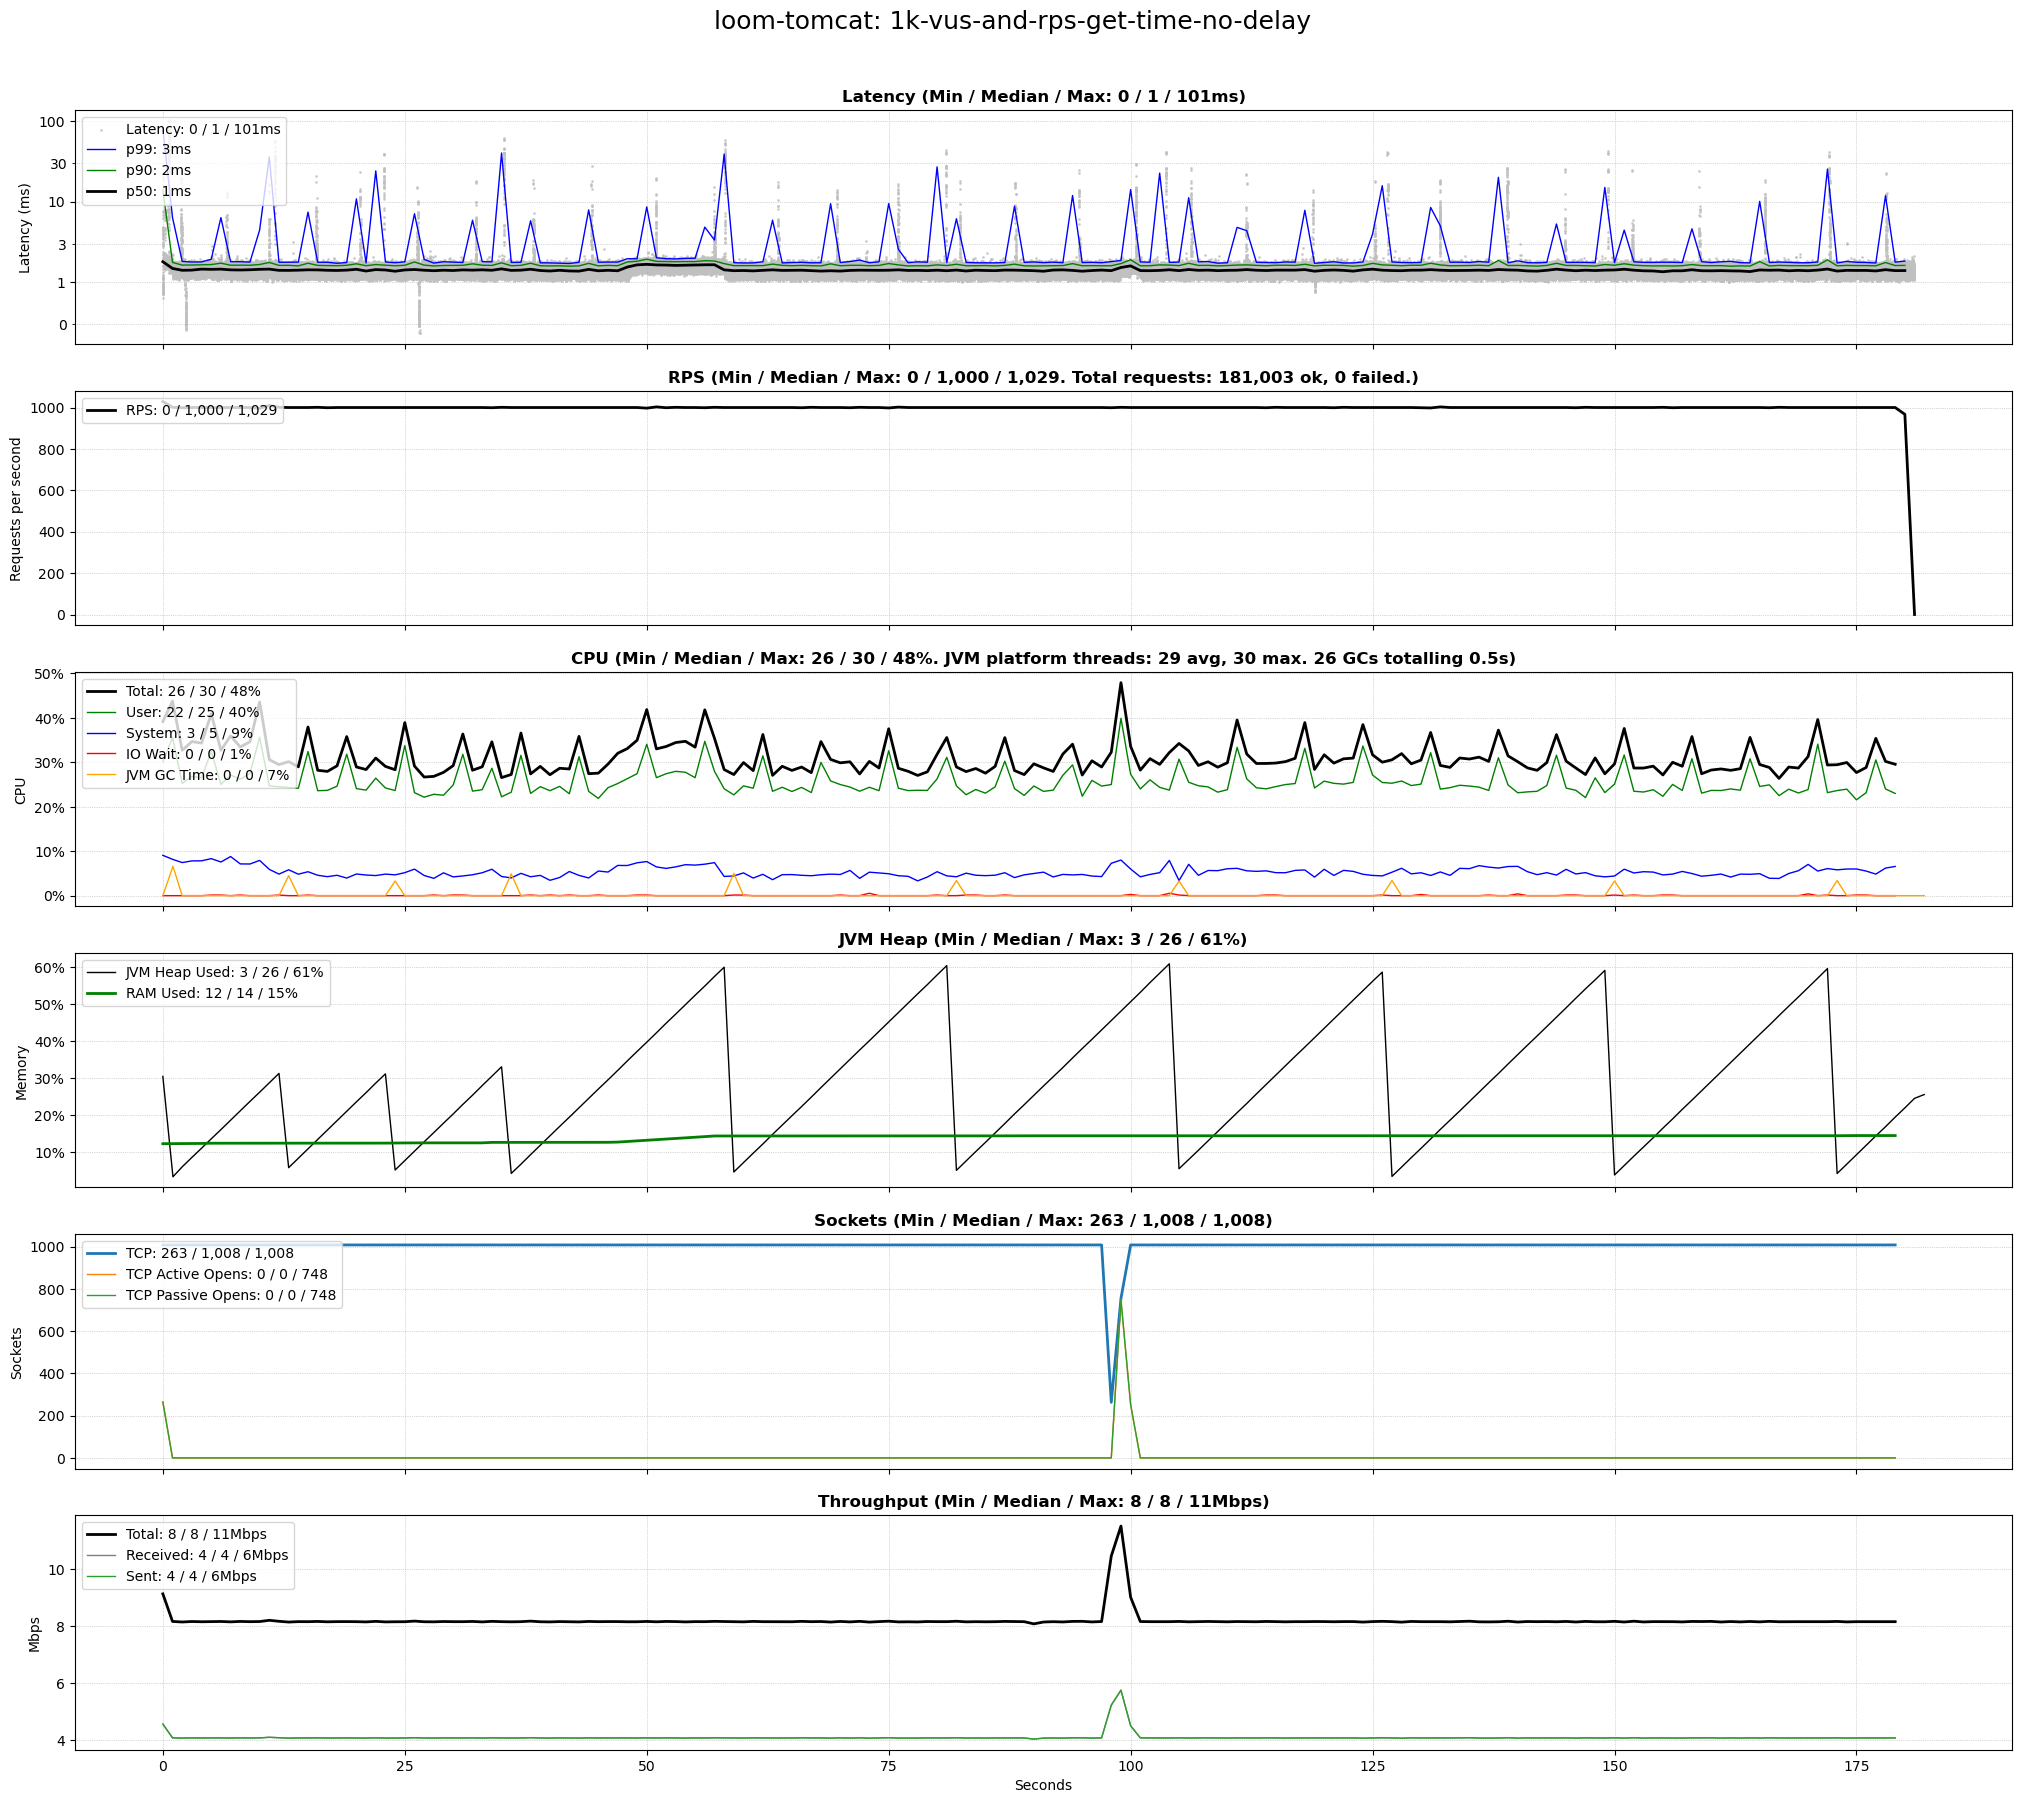 loom-tomcat: 1k-vus-and-rps-get-time-no-delay
Latency (Min / Median / Max: 0 / 1 / 101ms)
Latency (ms)
100
30
10
3
1
0
Latency: 0 / 1 / 101ms
p99: 3ms
p90: 2ms
p50: 1ms
RPS (Min / Median / Max: 0 / 1,000 / 1,029. Total requests: 181,003 ok, 0 failed.)
Requests per second
1000
800
600
400
200
0
RPS: 0 / 1,000 / 1,029
CPU (Min / Median / Max: 26 / 30 / 48%. JVM platform threads: 29 avg, 30 max. 26 GCs totalling 0.5s)
CPU
50%
40%
30%
20%
10%
0%
Total: 26 / 30 / 48%
User: 22 / 25 / 40%
System: 3 / 5 / 9%
IO Wait: 0 / 0 / 1%
JVM GC Time: 0 / 0 / 7%
JVM Heap (Min / Median / Max: 3 / 26 / 61%)
Memory
60%
50%
40%
30%
20%
10%
JVM Heap Used: 3 / 26 / 61%
RAM Used: 12 / 14 / 15%
Sockets (Min / Median / Max: 263 / 1,008 / 1,008)
Sockets
1000
800
600
400
200
0
TCP: 263 / 1,008 / 1,008
TCP Active Opens: 0 / 0 / 748
TCP Passive Opens: 0 / 0 / 748
Throughput (Min / Median / Max: 8 / 8 / 11Mbps)
Mbps
10
8
6
4
Total: 8 / 8 / 11Mbps
Received: 4 / 4 / 6Mbps
Sent: 4 / 4 / 6Mbps
0 25 50 75 100 125 150 175
Seconds